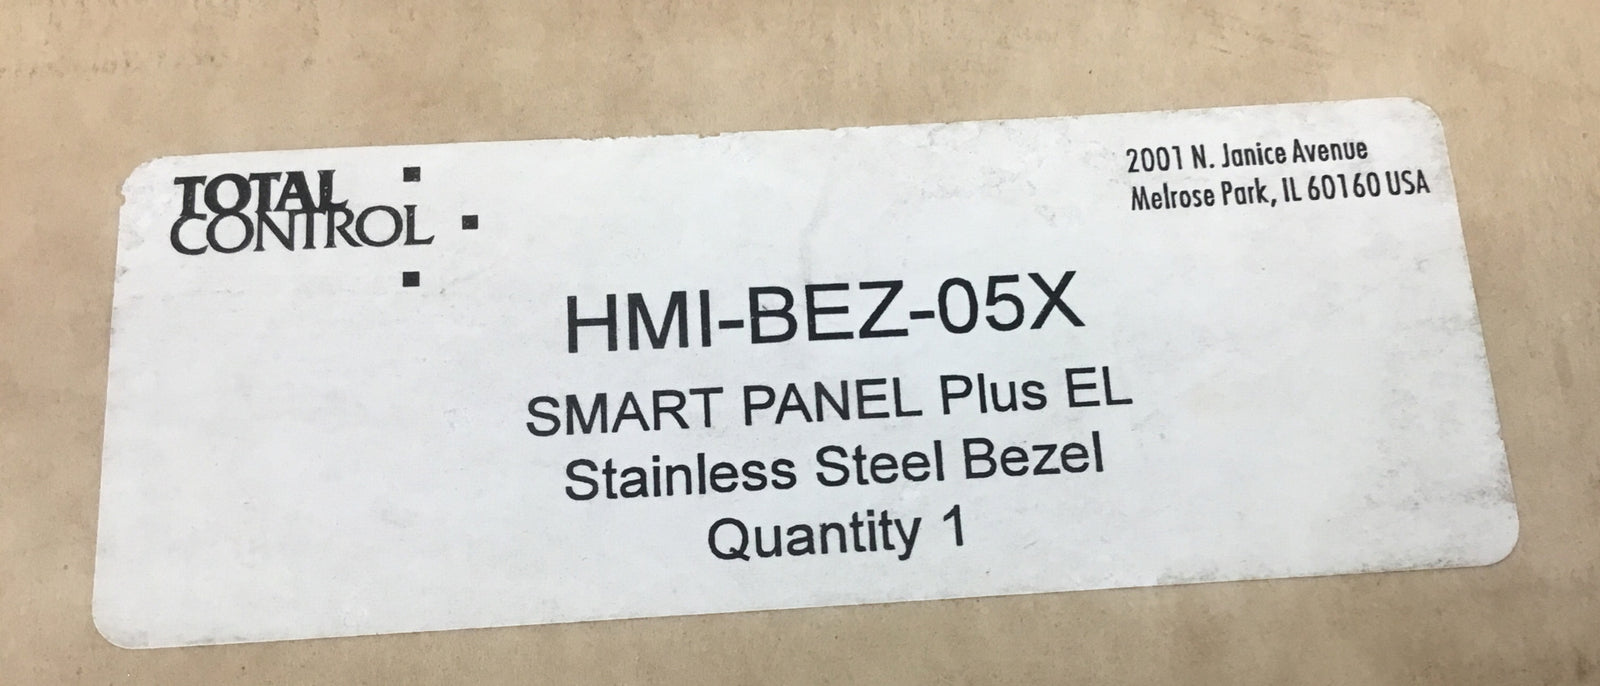 TOTAL
CONTROL
2001 N. Janice Avenue
Melrose Park, IL 60160 USA
HMI-BEZ-05X
SMART PANEL Plus EL
Stainless Steel Bezel
Quantity 1